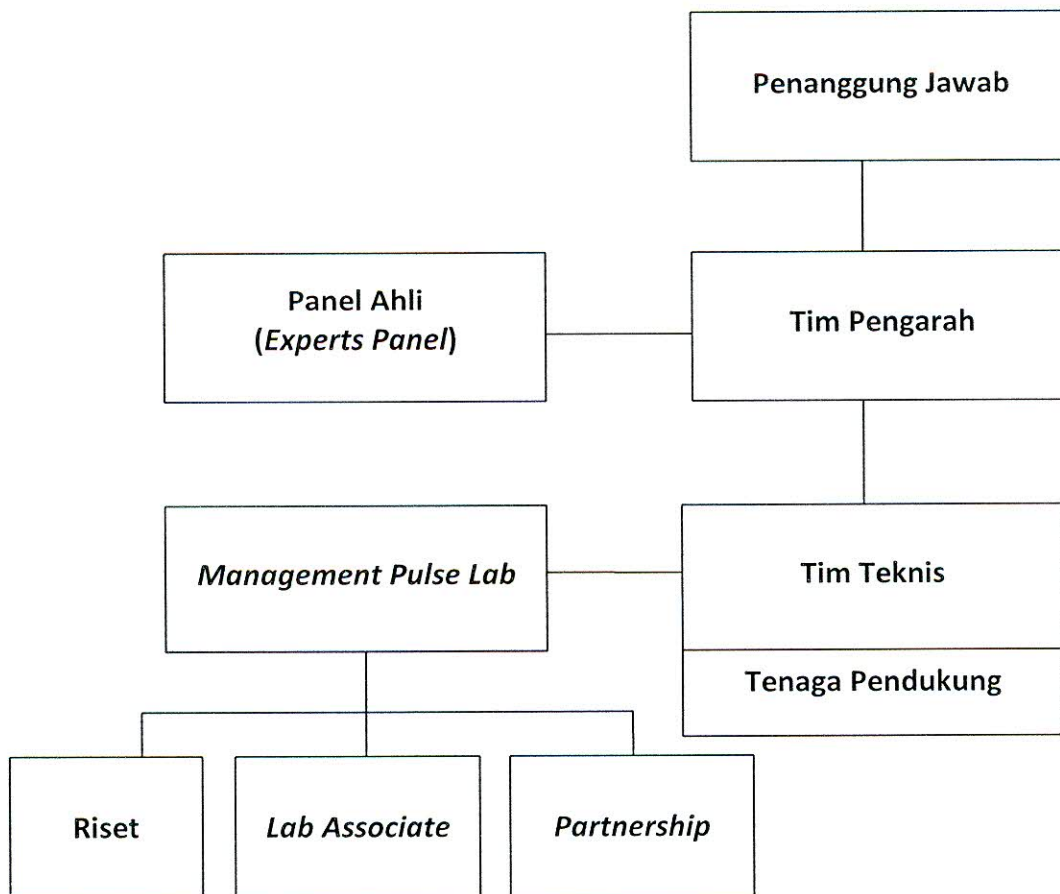 Penanggung Jawab
Panel Ahli
(Experts Panel)
Tim Pengarah
Management Pulse Lab
Tim Teknis
Tenaga Pendukung
Riset
Lab Associate
Partnership